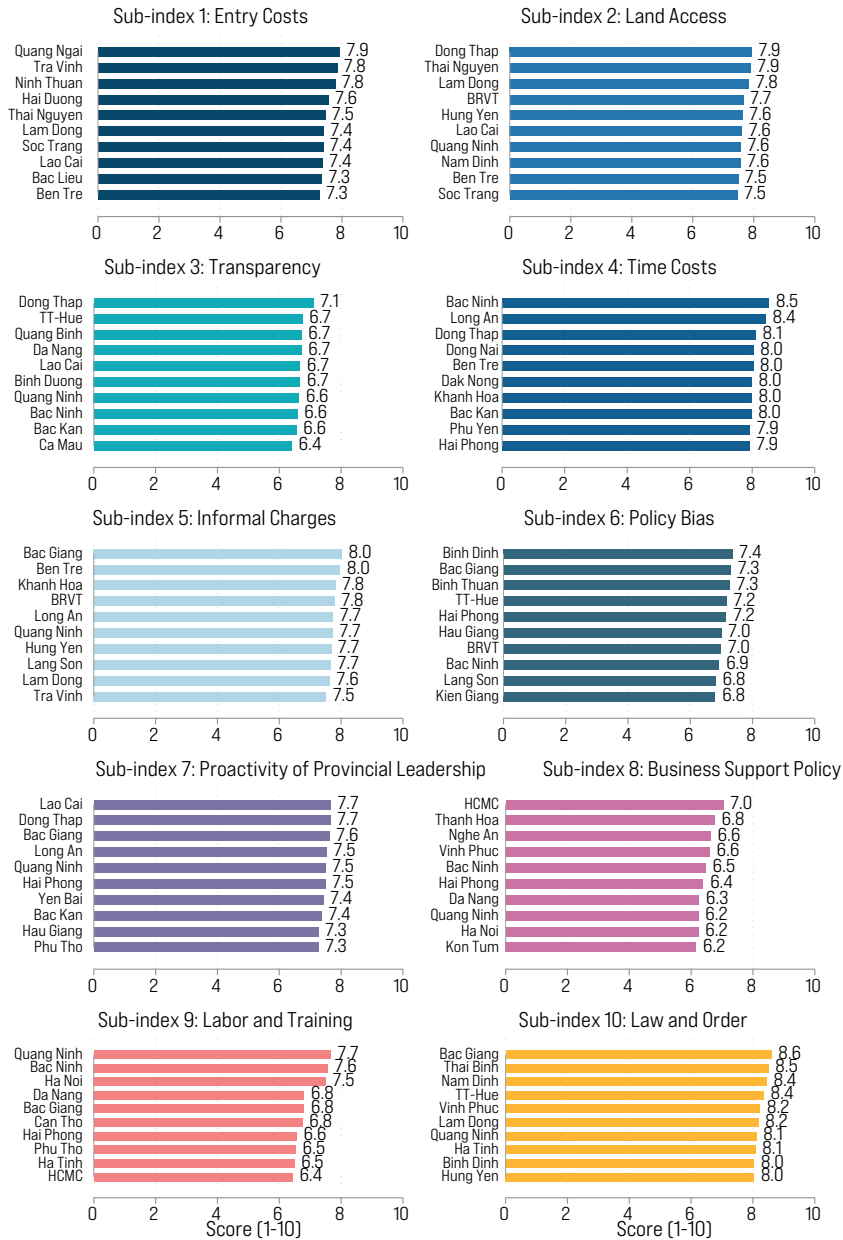 Sub-index 1: Entry Costs
Quang Ngai 7.9
Tra Vinh 7.8
Ninh Thuan 7.8
Hai Duong 7.6
Thai Nguyen 7.5
Lam Dong 7.4
Soc Trang 7.4
Lao Cai 7.4
Bac Lieu 7.3
Ben Tre 7.3
0 2 4 6 8 10
Sub-index 2: Land Access
Dong Thap 7.9
Thai Nguyen 7.9
Lam Dong 7.8
BRVT 7.7
Hung Yen 7.6
Lao Cai 7.6
Quang Ninh 7.6
Nam Dinh 7.6
Ben Tre 7.5
Soc Trang 7.5
0 2 4 6 8 10
Sub-index 3: Transparency
Dong Thap 7.1
TT-Hue 6.7
Quang Binh 6.7
Da Nang 6.7
Lao Cai 6.7
Binh Duong 6.7
Quang Ninh 6.6
Bac Ninh 6.6
Bac Kan 6.6
Ca Mau 6.4
0 2 4 6 8 10
Sub-index 4: Time Costs
Bac Ninh 8.5
Long An 8.4
Dong Thap 8.1
Dong Nai 8.0
Ben Tre 8.0
Dak Nong 8.0
Khanh Hoa 8.0
Bac Kan 8.0
Phu Yen 7.9
Hai Phong 7.9
0 2 4 6 8 10
Sub-index 5: Informal Charges
Bac Giang 8.0
Ben Tre 8.0
Khanh Hoa 7.8
BRVT 7.8
Long An 7.7
Quang Ninh 7.7
Hung Yen 7.7
Lang Son 7.7
Lam Dong 7.6
Tra Vinh 7.5
0 2 4 6 8 10
Sub-index 6: Policy Bias
Binh Dinh 7.4
Bac Giang 7.3
Binh Thuan 7.3
TT-Hue 7.2
Hai Phong 7.2
Hau Giang 7.0
BRVT 7.0
Bac Ninh 6.9
Lang Son 6.8
Kien Giang 6.8
0 2 4 6 8 10
Sub-index 7: Proactivity of Provincial Leadership
Lao Cai 7.7
Dong Thap 7.7
Bac Giang 7.6
Long An 7.5
Quang Ninh 7.5
Hai Phong 7.5
Yen Bai 7.4
Bac Kan 7.4
Hau Giang 7.3
Phu Tho 7.3
0 2 4 6 8 10
Sub-index 8: Business Support Policy
HCMC 7.0
Thanh Hoa 6.8
Nghe An 6.6
Vinh Phuc 6.6
Bac Ninh 6.5
Hai Phong 6.4
Da Nang 6.3
Quang Ninh 6.2
Ha Noi 6.2
Kon Tum 6.2
0 2 4 6 8 10
Sub-index 9: Labor and Training
Quang Ninh 7.7
Bac Ninh 7.6
Ha Noi 7.5
Da Nang 6.8
Bac Giang 6.8
Can Tho 6.8
Hai Phong 6.6
Phu Tho 6.5
Ha Tinh 6.5
HCMC 6.4
0 2 4 6 8 10
Score (1-10)
Sub-index 10: Law and Order
Bac Giang 8.6
Thai Binh 8.5
Nam Dinh 8.4
TT-Hue 8.4
Vinh Phuc 8.2
Lam Dong 8.2
Quang Ninh 8.1
Ha Tinh 8.1
Binh Dinh 8.0
Hung Yen 8.0
0 2 4 6 8 10
Score (1-10)